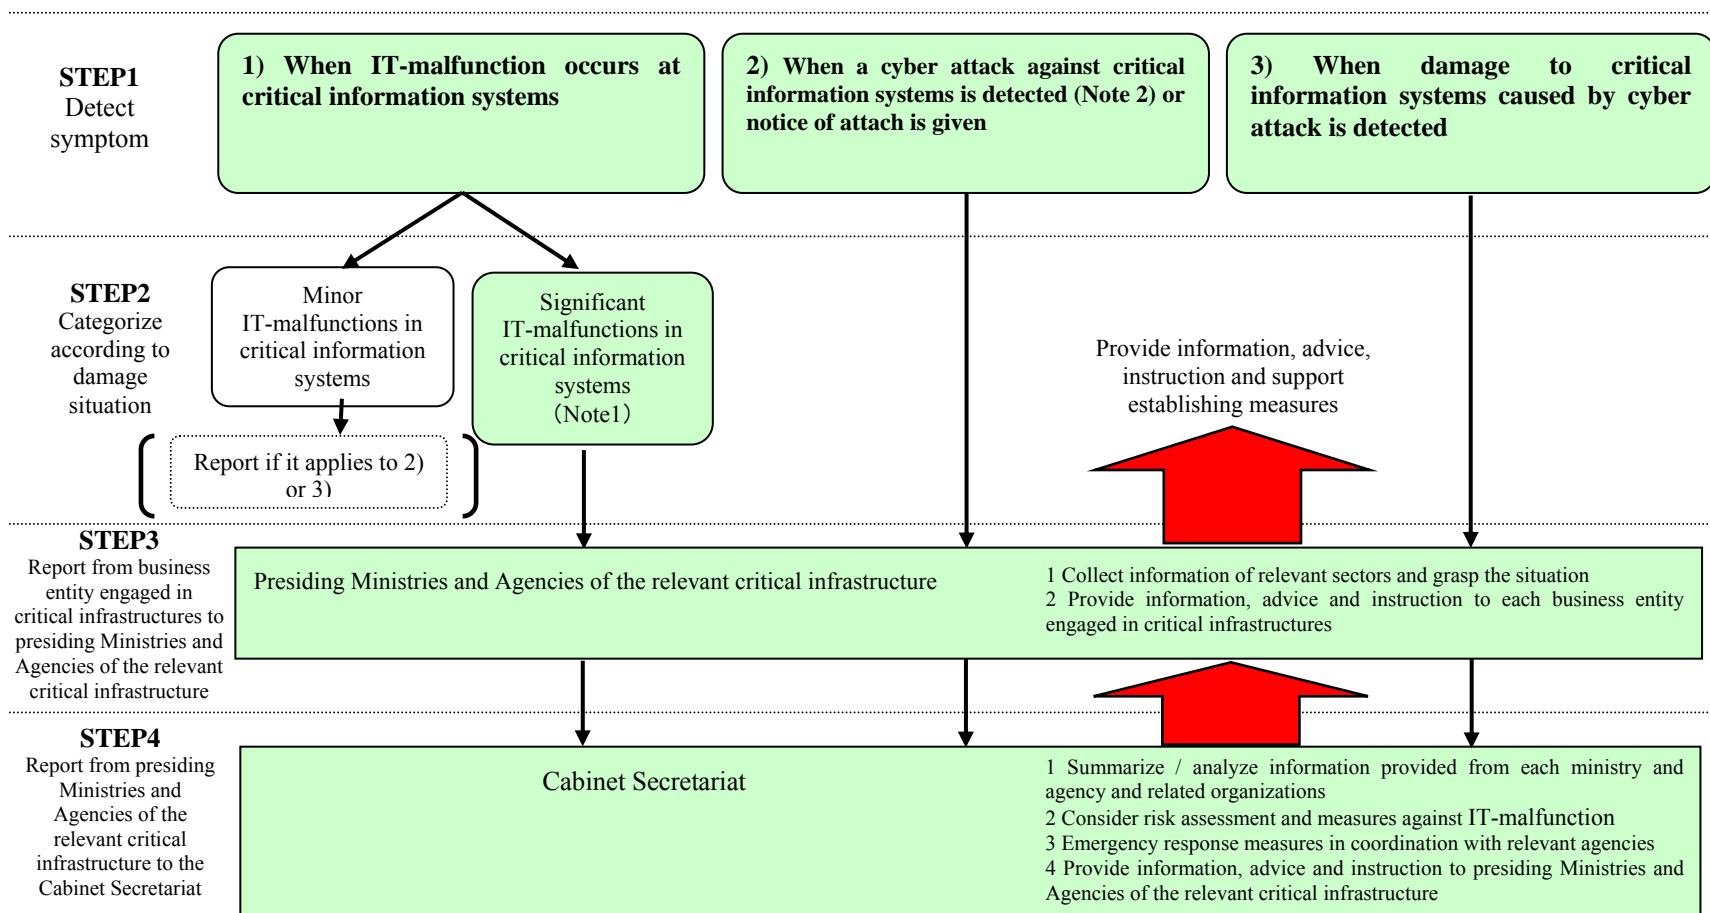 STEP1
Detect
symptom
1) When IT-malfunction occurs at
critical information systems
2) When a cyber attack against critical
information systems is detected (Note 2) or
notice of attach is given
3) When damage to critical
information systems caused by cyber
attack is detected
STEP2
Categorize
according to
damage
situation
Minor
IT-malfunctions in
critical information
systems
Significant
IT-malfunctions in
critical information
systems
（Note1）
Report if it applies to 2)
or 3)
Provide information, advice,
instruction and support
establishing measures
STEP3
Report from business
entity engaged in
critical infrastructures to
presiding Ministries and
Agencies of the relevant
critical infrastructure
Presiding Ministries and Agencies of the relevant critical infrastructure
1 Collect information of relevant sectors and grasp the situation
2 Provide information, advice and instruction to each business entity
engaged in critical infrastructures
STEP4
Report from presiding
Ministries and
Agencies of the
relevant critical
infrastructure to the
Cabinet Secretariat
Cabinet Secretariat
1 Summarize / analyze information provided from each ministry and
agency and related organizations
2 Consider risk assessment and measures against IT-malfunction
3 Emergency response measures in coordination with relevant agencies
4 Provide information, advice and instruction to presiding Ministries and
Agencies of the relevant critical infrastructure